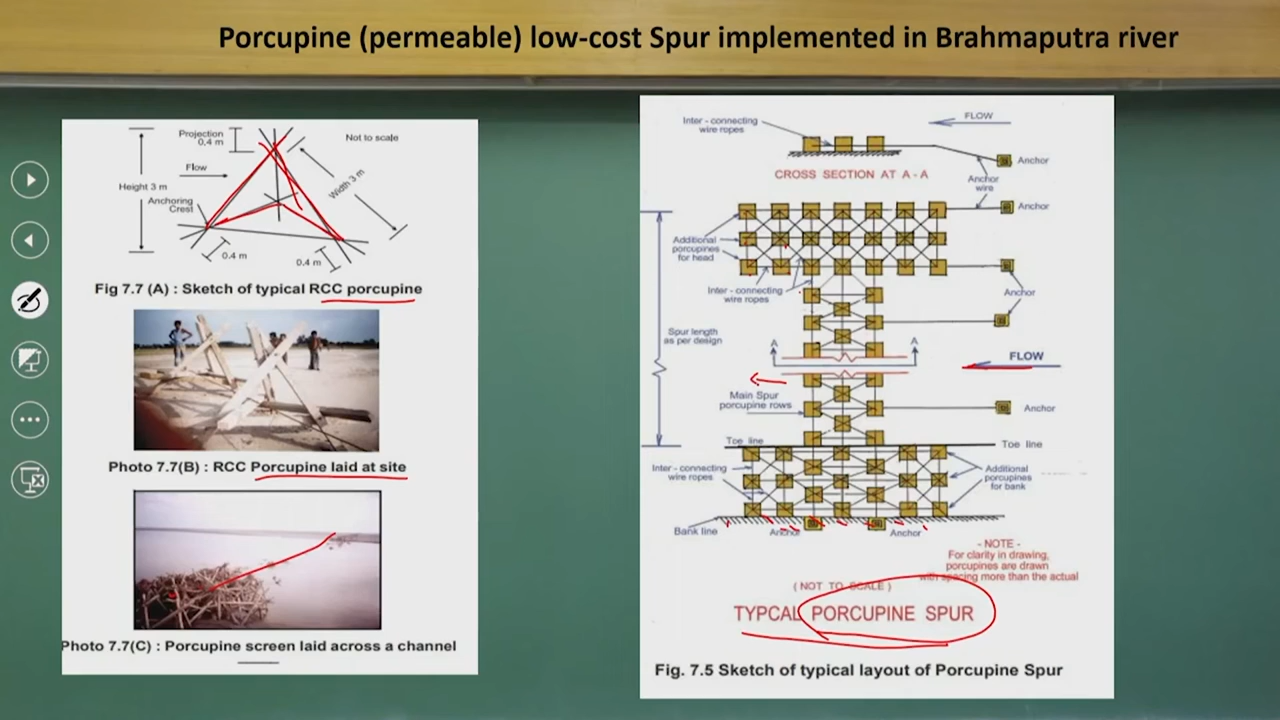 Porcupine (permeable) low-cost Spur implemented in Brahmaputra river
Projection
0.4 m
Not to scale
Flow
Height 3 m
Width 3 m
Anchoring
Crest
0.4 m
0.4 m
Fig 7.7 (A) : Sketch of typical RCC porcupine
Photo 7.7(B) : RCC Porcupine laid at site
Photo 7.7(C) : Porcupine screen laid across a channel
Inter - connecting
wire ropes
FLOW
Anchor
CROSS SECTION AT A - A
Anchor
wire
Anchor
Additional
porcupines
for head
Inter - connecting
wire ropes
Anchor
Spur length
as per design
A
A
FLOW
Main Spur
porcupine rows
Anchor
Toe line
Toe line
Inter - connecting
wire ropes
Additional
porcupines
for bank
Bank line
Anchor
Anchor
- NOTE -
For clarity in drawing,
porcupines are drawn
with spacing more than the actual
( NOT TO SCALE )
TYPCAL PORCUPINE SPUR
Fig. 7.5 Sketch of typical layout of Porcupine Spur